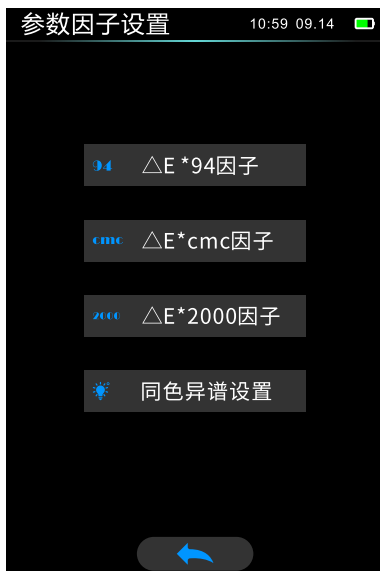 参数因子设置 10:59 09.14
94 △E *94因子
cmc △E*cmc因子
2000 △E*2000因子
同色异谱设置